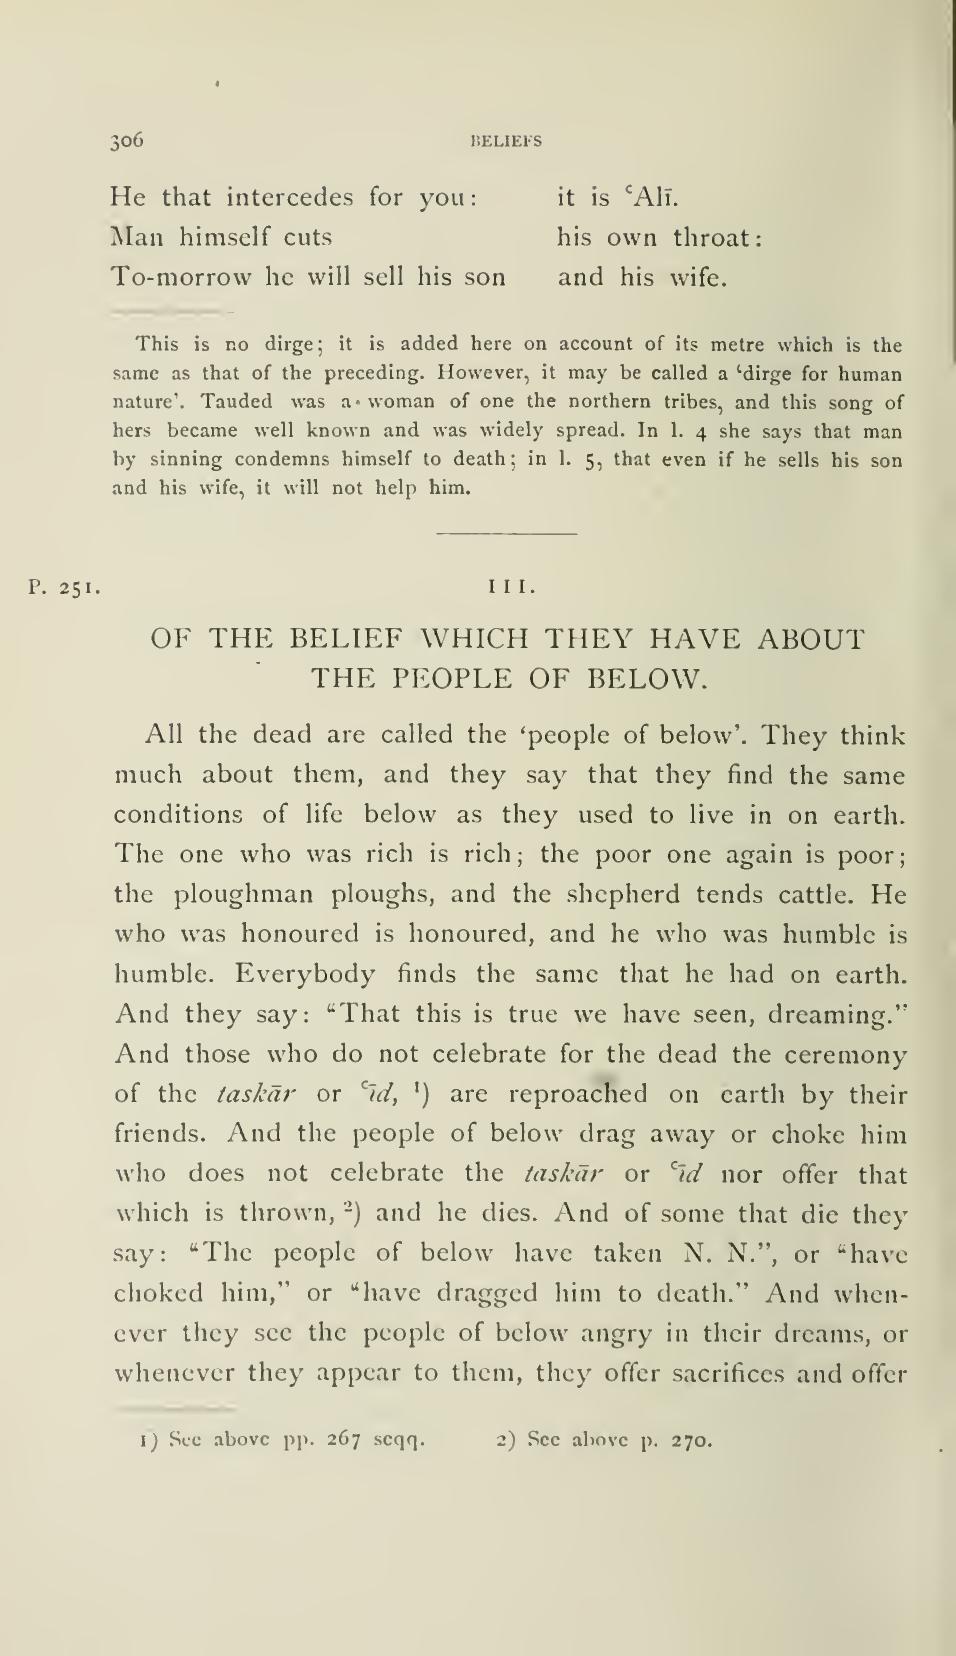 306 BELIEFS
He that intercedes for you: it is ʿAlī.
Man himself cuts his own throat:
To-morrow he will sell his son and his wife.
This is no dirge; it is added here on account of its metre which is the
same as that of the preceding. However, it may be called a ‘dirge for human
nature’. Tauded was a woman of one the northern tribes, and this song of
hers became well known and was widely spread. In l. 4 she says that man
by sinning condemns himself to death; in l. 5, that even if he sells his son
and his wife, it will not help him.
P. 251. III.
OF THE BELIEF WHICH THEY HAVE ABOUT
THE PEOPLE OF BELOW.
All the dead are called the ‘people of below’. They think
much about them, and they say that they find the same
conditions of life below as they used to live in on earth.
The one who was rich is rich; the poor one again is poor;
the ploughman ploughs, and the shepherd tends cattle. He
who was honoured is honoured, and he who was humble is
humble. Everybody finds the same that he had on earth.
And they say: “That this is true we have seen, dreaming.”
And those who do not celebrate for the dead the ceremony
of the taskār or ʿīd, ¹) are reproached on earth by their
friends. And the people of below drag away or choke him
who does not celebrate the taskār or ʿīd nor offer that
which is thrown, ²) and he dies. And of some that die they
say: “The people of below have taken N. N.”, or “have
choked him,” or “have dragged him to death.” And when-
ever they see the people of below angry in their dreams, or
whenever they appear to them, they offer sacrifices and offer
1) See above pp. 267 seqq. 2) See above p. 270.